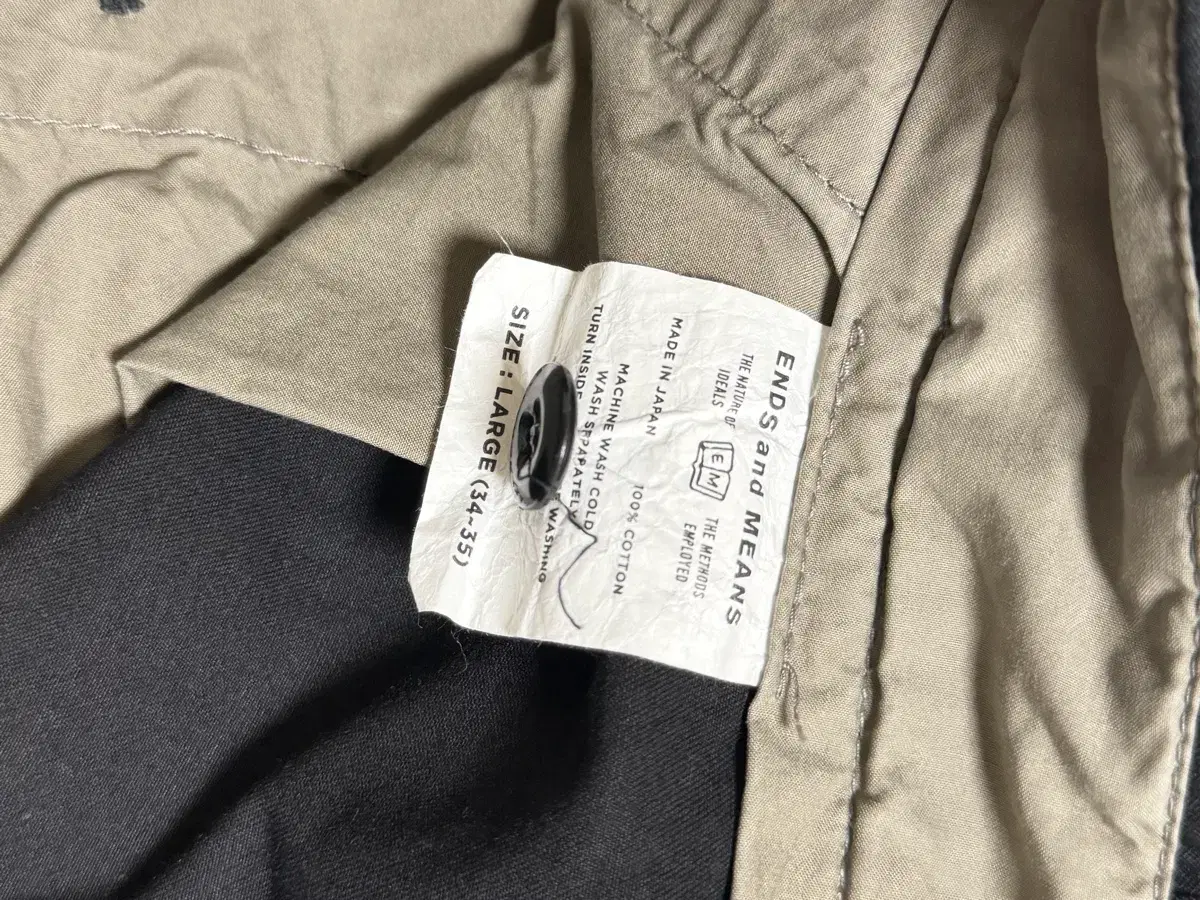 ENDS and MEANS
THE NATURE OF
IDEALS
EM
THE METHODS
EMPLOYED
MADE IN JAPAN
100% COTTON
MACHINE WASH COLD
WASH SEPARATELY
TURN INSIDE WASHING
SIZE : LARGE (34~35)